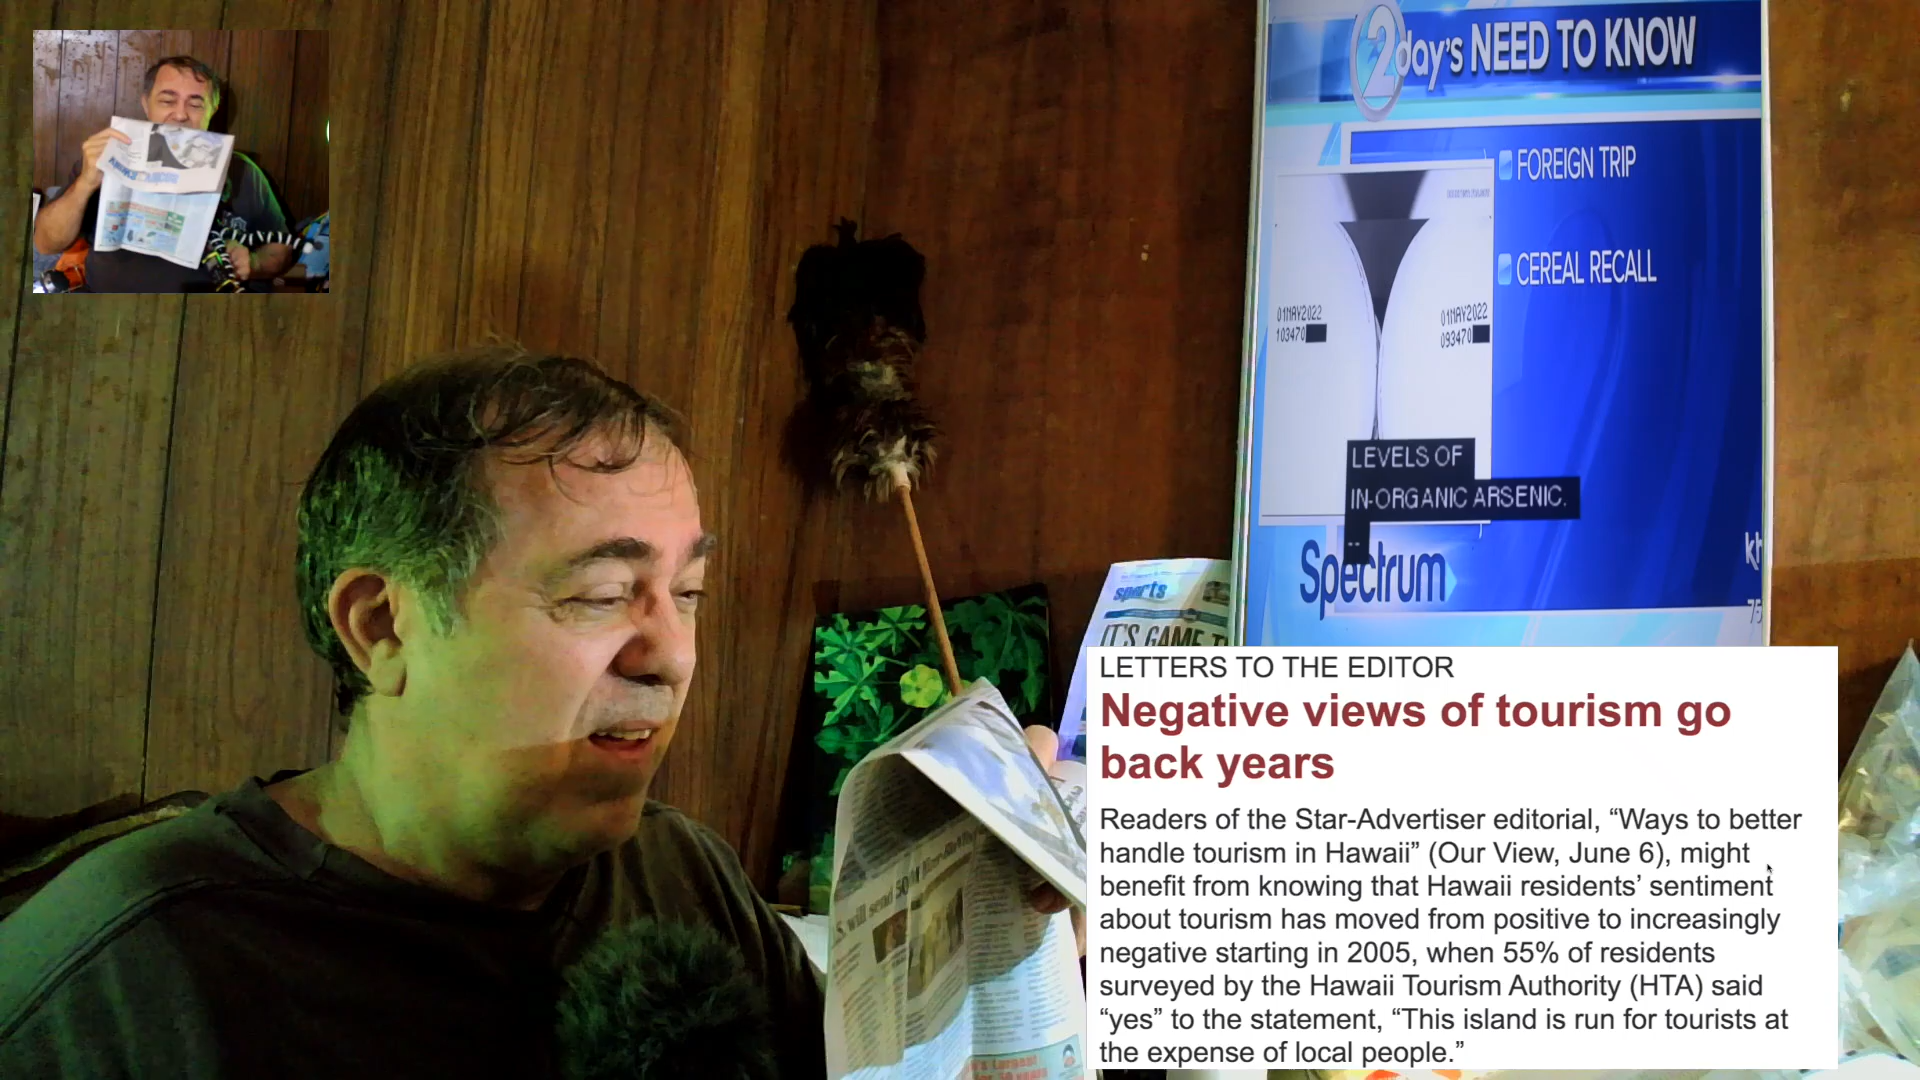 2day's NEED TO KNOW
FOREIGN TRIP
CEREAL RECALL
01MAY2022
103470
01MAY2022
093470
LEVELS OF
IN-ORGANIC ARSENIC.
--
Spectrum
sports
IT'S GAME T
LETTERS TO THE EDITOR
Negative views of tourism go
back years
Readers of the Star-Advertiser editorial, “Ways to better
handle tourism in Hawaii” (Our View, June 6), might
benefit from knowing that Hawaii residents’ sentiment
about tourism has moved from positive to increasingly
negative starting in 2005, when 55% of residents
surveyed by the Hawaii Tourism Authority (HTA) said
“yes” to the statement, “This island is run for tourists at
the expense of local people.”